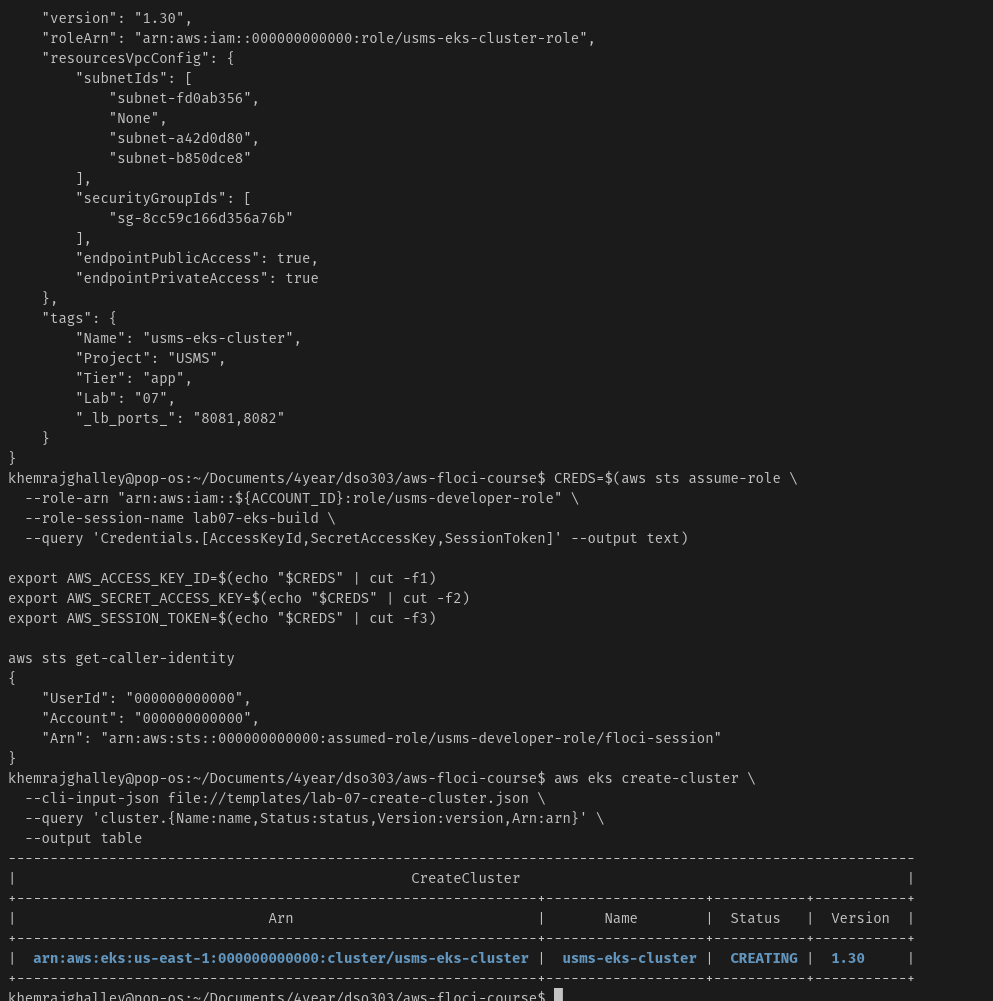 "version": "1.30",
    "roleArn": "arn:aws:iam::000000000000:role/usms-eks-cluster-role",
    "resourcesVpcConfig": {
        "subnetIds": [
            "subnet-fd0ab356",
            "None",
            "subnet-a42d0d80",
            "subnet-b850dce8"
        ],
        "securityGroupIds": [
            "sg-8cc59c166d356a76b"
        ],
        "endpointPublicAccess": true,
        "endpointPrivateAccess": true
    },
    "tags": {
        "Name": "usms-eks-cluster",
        "Project": "USMS",
        "Tier": "app",
        "Lab": "07",
        "_lb_ports_": "8081,8082"
    }
}
khemrajghalley@pop-os:~/Documents/4year/dso303/aws-floci-course$ CREDS=$(aws sts assume-role \
  --role-arn "arn:aws:iam::${ACCOUNT_ID}:role/usms-developer-role" \
  --role-session-name lab07-eks-build \
  --query 'Credentials.[AccessKeyId,SecretAccessKey,SessionToken]' --output text)

export AWS_ACCESS_KEY_ID=$(echo "$CREDS" | cut -f1)
export AWS_SECRET_ACCESS_KEY=$(echo "$CREDS" | cut -f2)
export AWS_SESSION_TOKEN=$(echo "$CREDS" | cut -f3)

aws sts get-caller-identity
{
    "UserId": "000000000000",
    "Account": "000000000000",
    "Arn": "arn:aws:sts::000000000000:assumed-role/usms-developer-role/floci-session"
}
khemrajghalley@pop-os:~/Documents/4year/dso303/aws-floci-course$ aws eks create-cluster \
  --cli-input-json file://templates/lab-07-create-cluster.json \
  --query 'cluster.{Name:name,Status:status,Version:version,Arn:arn}' \
  --output table
------------------------------------------------------------------------------------------------------------
|                                               CreateCluster                                              |
+---------------------------------------------------------------+--------------------+-----------+-----------+
|                              Arn                              |       Name        |  Status   |  Version  |
+---------------------------------------------------------------+--------------------+-----------+-----------+
|  arn:aws:eks:us-east-1:000000000000:cluster/usms-eks-cluster |  usms-eks-cluster |  CREATING |  1.30     |
+---------------------------------------------------------------+--------------------+-----------+-----------+
khemrajghalley@pop-os:~/Documents/4year/dso303/aws-floci-course$